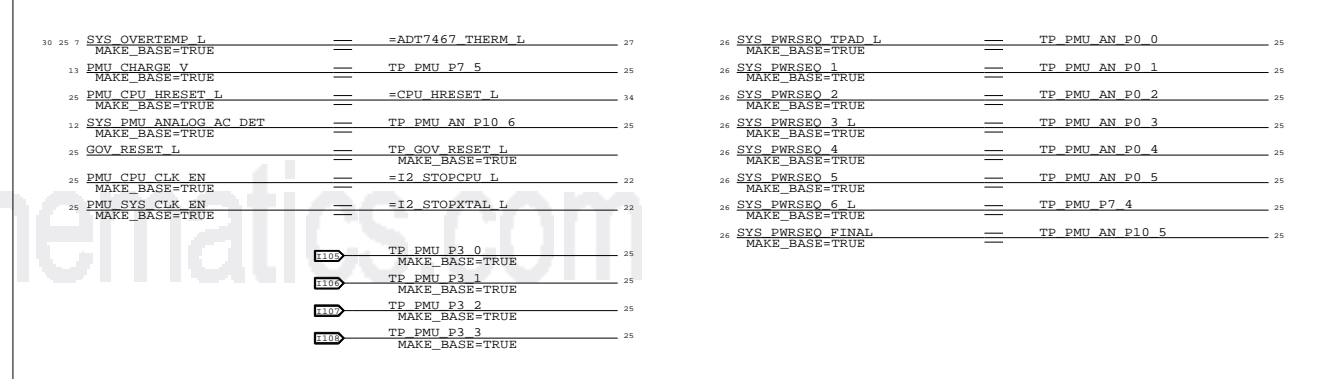 30 25 7 SYS_OVERTEMP_L =ADT7467_THERM_L 27
MAKE_BASE=TRUE
13 PMU_CHARGE_V TP_PMU_P7_5 25
MAKE_BASE=TRUE
25 PMU_CPU_HRESET_L =CPU_HRESET_L 34
MAKE_BASE=TRUE
12 SYS_PMU_ANALOG_AC_DET TP_PMU_AN_P10_6 25
MAKE_BASE=TRUE
25 GOV_RESET_L TP_GOV_RESET_L
MAKE_BASE=TRUE
25 PMU_CPU_CLK_EN =I2_STOPCPU_L 22
MAKE_BASE=TRUE
25 PMU_SYS_CLK_EN =I2_STOPXTAL_L 22
MAKE_BASE=TRUE
I105 TP_PMU_P3_0 25
MAKE_BASE=TRUE
I106 TP_PMU_P3_1 25
MAKE_BASE=TRUE
I107 TP_PMU_P3_2 25
MAKE_BASE=TRUE
I108 TP_PMU_P3_3 25
MAKE_BASE=TRUE
26 SYS_PWRSEQ_TPAD_L TP_PMU_AN_P0_0 25
MAKE_BASE=TRUE
26 SYS_PWRSEQ_1 TP_PMU_AN_P0_1 25
MAKE_BASE=TRUE
26 SYS_PWRSEQ_2 TP_PMU_AN_P0_2 25
MAKE_BASE=TRUE
26 SYS_PWRSEQ_3_L TP_PMU_AN_P0_3 25
MAKE_BASE=TRUE
26 SYS_PWRSEQ_4 TP_PMU_AN_P0_4 25
MAKE_BASE=TRUE
26 SYS_PWRSEQ_5 TP_PMU_AN_P0_5 25
MAKE_BASE=TRUE
26 SYS_PWRSEQ_6_L TP_PMU_P7_4 25
MAKE_BASE=TRUE
26 SYS_PWRSEQ_FINAL TP_PMU_AN_P10_5 25
MAKE_BASE=TRUE
hematics.com